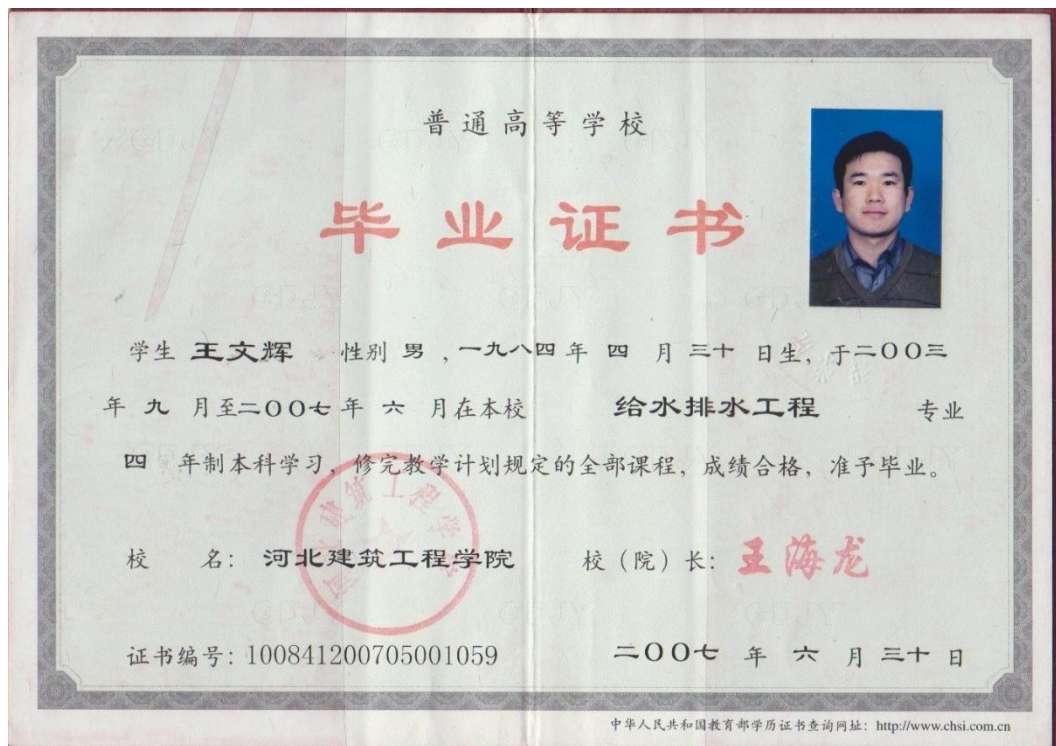 普通高等学校
毕业证书
学生 王文辉 性别 男 ,一九八四 年 四 月 三十 日生, 于二OO三
年 九 月至二OO七 年 六 月在本校 给水排水工程 专业
四 年制本科学习, 修完教学计划规定的全部课程, 成绩合格, 准予毕业。
建筑工程学
校 名: 河北建筑工程学院 校(院)长: 王海龙
证书编号: 100841200705001059 二OO七 年 六 月 三十 日
中华人民共和国教育部学历证书查询网址: http://www.chsi.com.cn